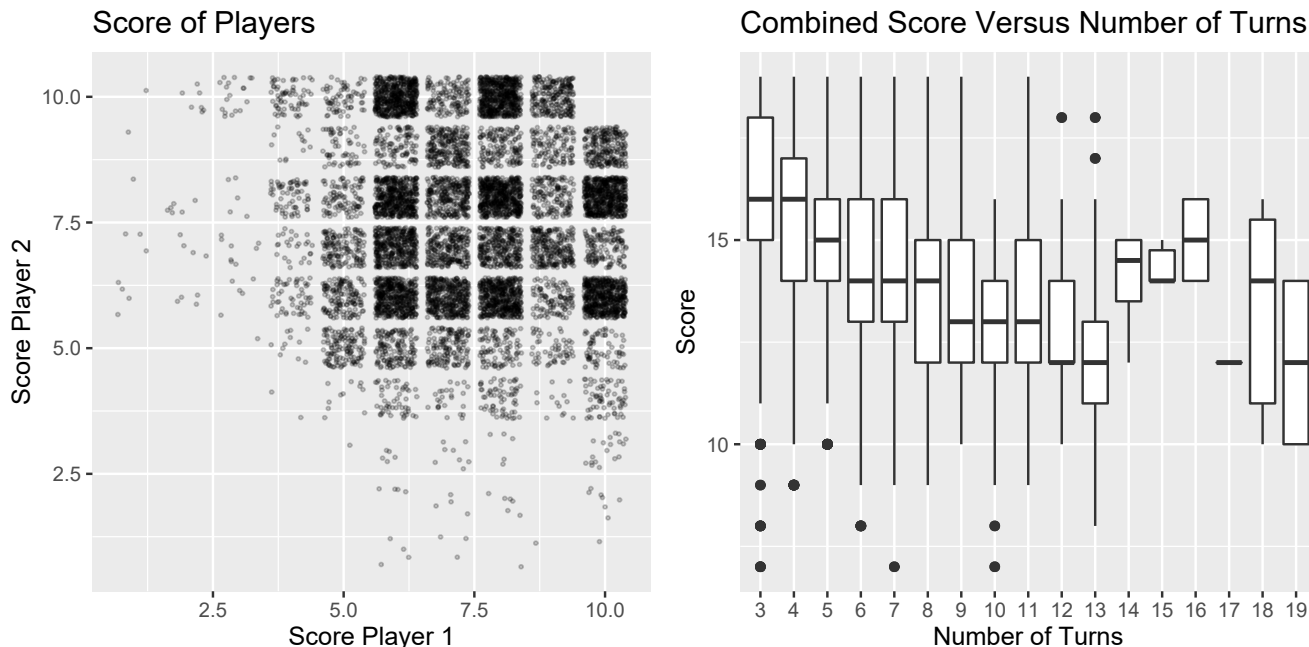 Score of Players
10.0
7.5
5.0
2.5
Score Player 2
2.5 5.0 7.5 10.0
Score Player 1
Combined Score Versus Number of Turns
15
10
Score
3 4 5 6 7 8 9 10 11 12 13 14 15 16 17 18 19
Number of Turns